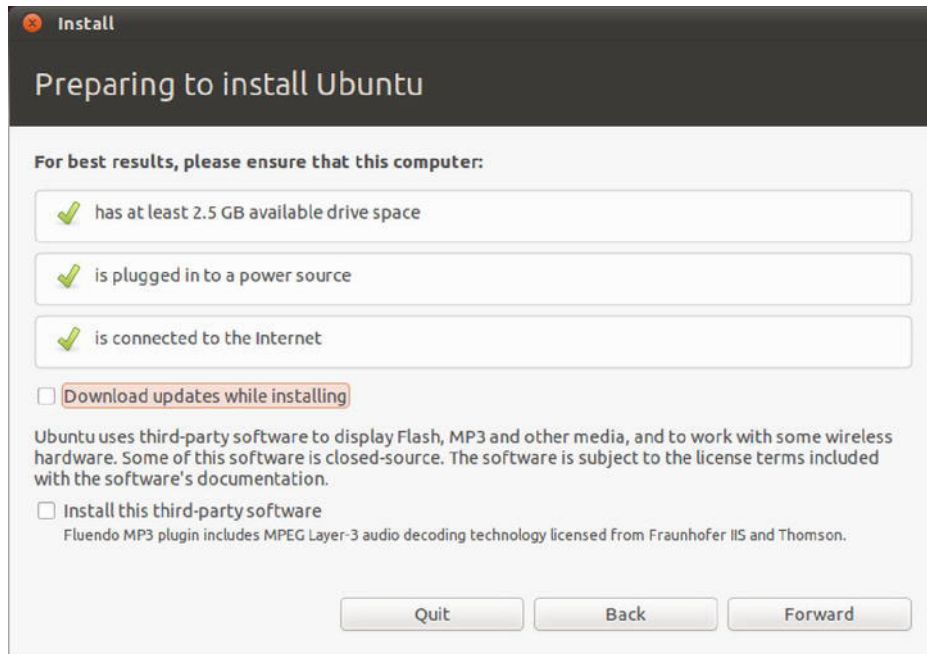 Install
Preparing to install Ubuntu
For best results, please ensure that this computer:
has at least 2.5 GB available drive space
is plugged in to a power source
is connected to the Internet
Download updates while installing
Ubuntu uses third-party software to display Flash, MP3 and other media, and to work with some wireless
hardware. Some of this software is closed-source. The software is subject to the license terms included
with the software's documentation.
Install this third-party software
Fluendo MP3 plugin includes MPEG Layer-3 audio decoding technology licensed from Fraunhofer IIS and Thomson.
Quit Back Forward